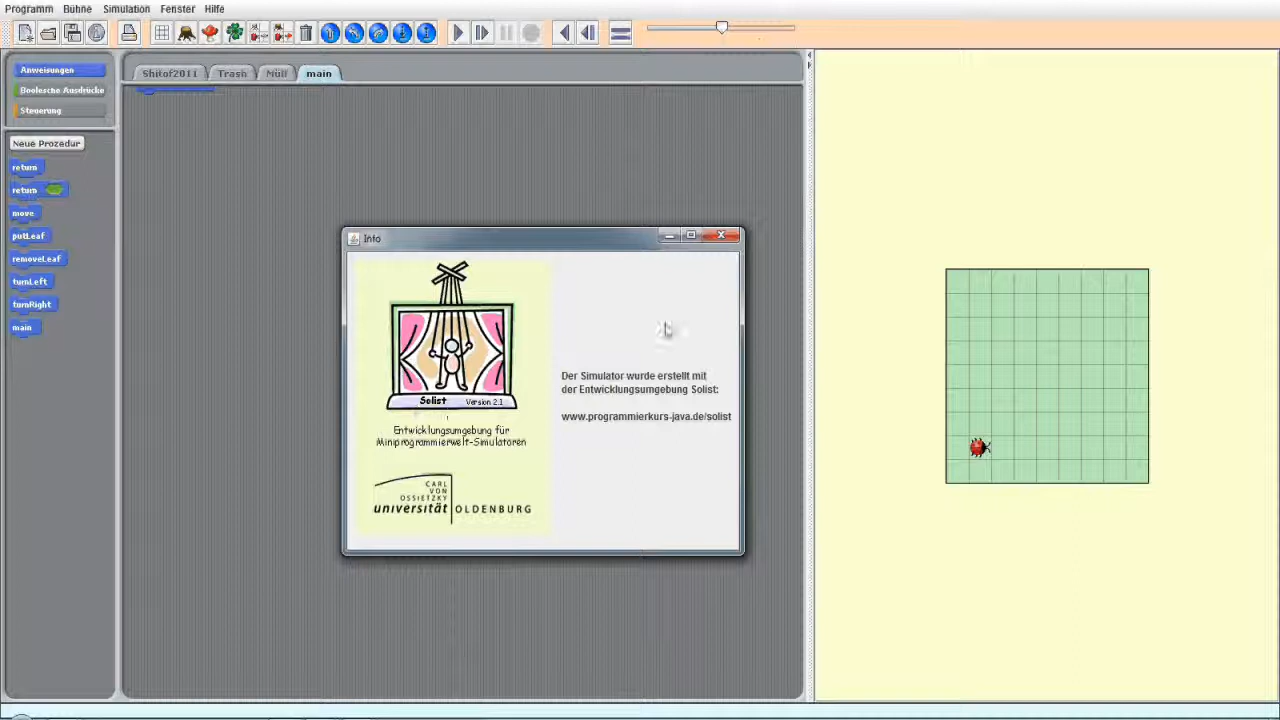 Programm Bühne Simulation Fenster Hilfe
Anweisungen
Boolesche Ausdrücke
Steuerung
Shitof2011 Trash Müll main
Neue Prozedur
return
return
move
putLeaf
removeLeaf
turnLeft
turnRight
main
Info
Solist Version 2.1
Entwicklungsumgebung für
Miniprogrammierwelt-Simulatoren
CARL
VON
OSSIETZKY
universität OLDENBURG
Der Simulator wurde erstellt mit
der Entwicklungsumgebung Solist:
www.programmierkurs-java.de/solist